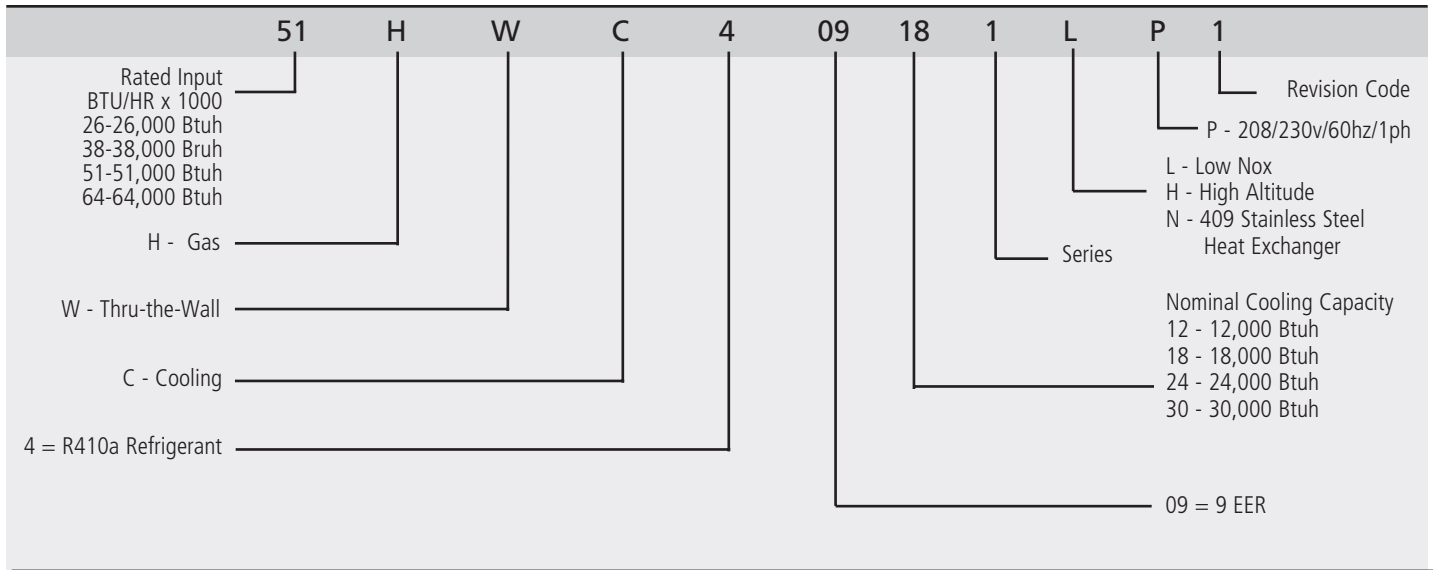 51 H W C 4 09 18 1 L P 1
Rated Input
BTU/HR x 1000
26-26,000 Btuh
38-38,000 Bruh
51-51,000 Btuh
64-64,000 Btuh
H - Gas
W - Thru-the-Wall
C - Cooling
4 = R410a Refrigerant
Revision Code
P - 208/230v/60hz/1ph
L - Low Nox
H - High Altitude
N - 409 Stainless Steel
Heat Exchanger
Series
Nominal Cooling Capacity
12 - 12,000 Btuh
18 - 18,000 Btuh
24 - 24,000 Btuh
30 - 30,000 Btuh
09 = 9 EER